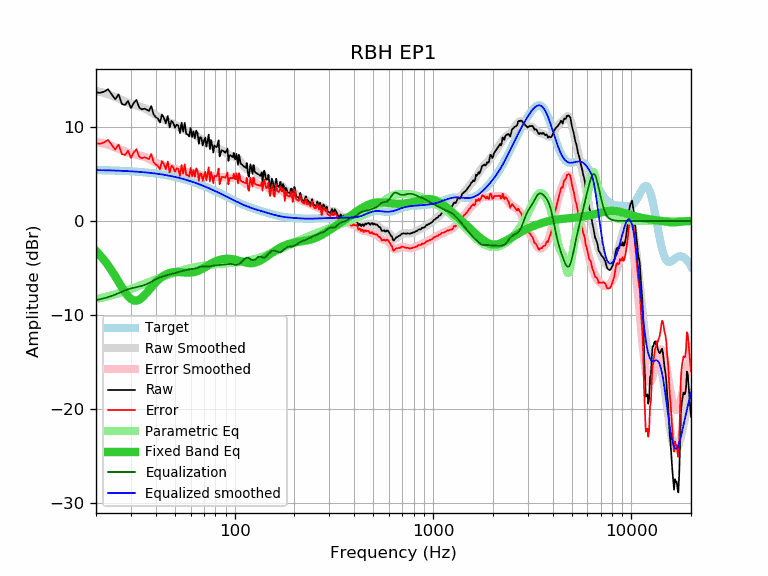 RBH EP1
10
0
−10
−20
−30
Amplitude (dBr)
Target
Raw Smoothed
Error Smoothed
Raw
Error
Parametric Eq
Fixed Band Eq
Equalization
Equalized smoothed
100
1000
10000
Frequency (Hz)